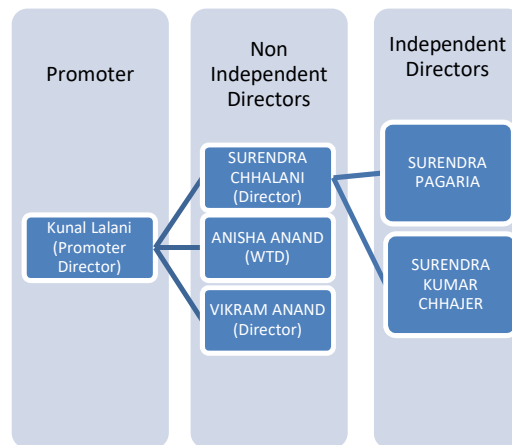 Promoter
Non
Independent
Directors
Independent
Directors
Kunal Lalani
(Promoter
Director)
SURENDRA
CHHALANI
(Director)
ANISHA ANAND
(WTD)
VIKRAM ANAND
(Director)
SURENDRA
PAGARIA
SURENDRA
KUMAR
CHHAJER